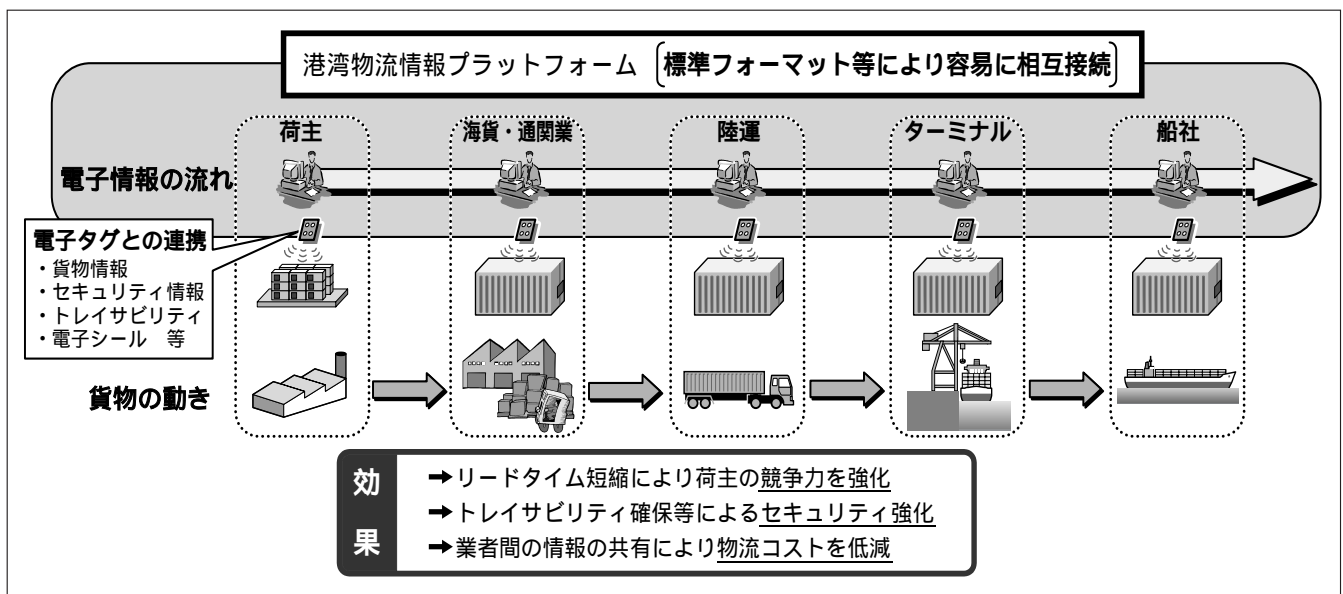 港湾物流情報プラットフォーム (標準フォーマット等により容易に相互接続)
荷主
海貨・通関業
陸運
ターミナル
船社
電子情報の流れ
電子タグとの連携
・貨物情報
・セキュリティ情報
・トレイサビリティ
・電子シール 等
貨物の動き
効果
➡リードタイム短縮により荷主の競争力を強化
➡トレイサビリティ確保等によるセキュリティ強化
➡業者間の情報の共有により物流コストを低減